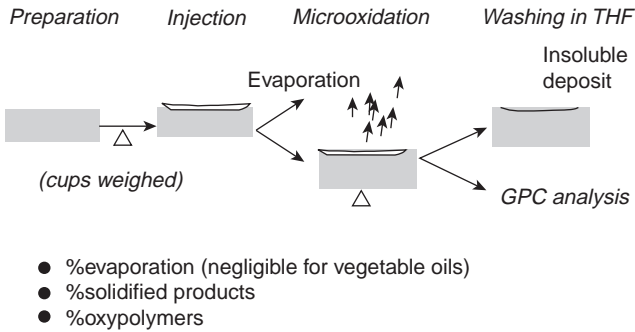 Preparation Injection Microoxidation Washing in THF
Insoluble
deposit
Evaporation
(cups weighed)
GPC analysis
● %evaporation (negligible for vegetable oils)
● %solidified products
● %oxypolymers